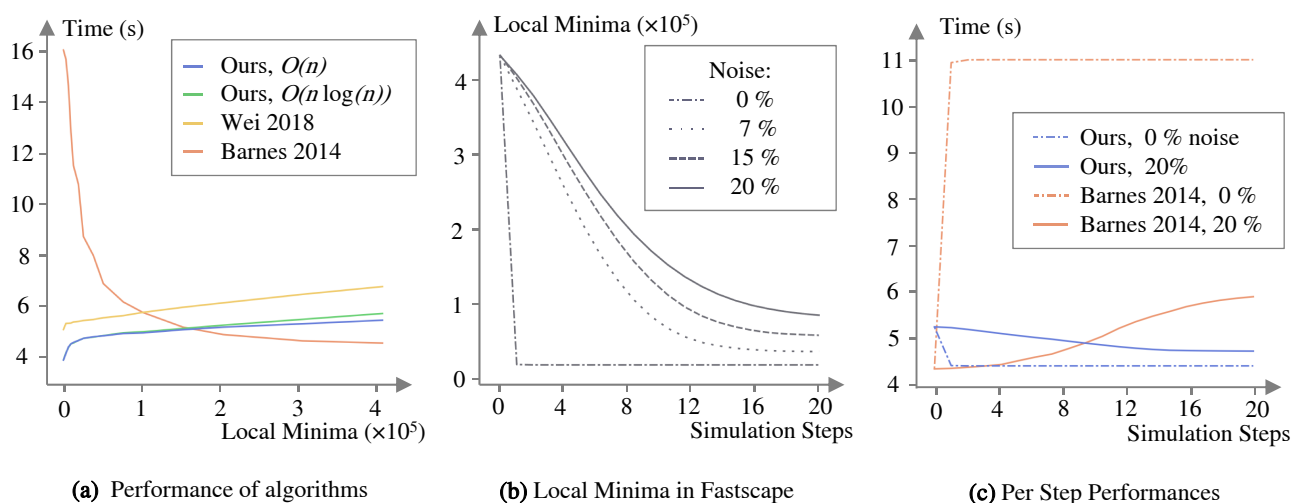 Time (s)
16
14
12
10
8
6
4
0
1
2
3
4
Local Minima (×10⁵)
Ours, O(n)
Ours, O(n log(n))
Wei 2018
Barnes 2014
(a) Performance of algorithms
Local Minima (×10⁵)
4
3
2
1
0
0
4
8
12
16
20
Simulation Steps
Noise:
0 %
7 %
15 %
20 %
(b) Local Minima in Fastscape
Time (s)
11
10
9
8
7
6
5
4
0
4
8
12
16
20
Simulation Steps
Ours, 0 % noise
Ours, 20%
Barnes 2014, 0 %
Barnes 2014, 20 %
(c) Per Step Performances